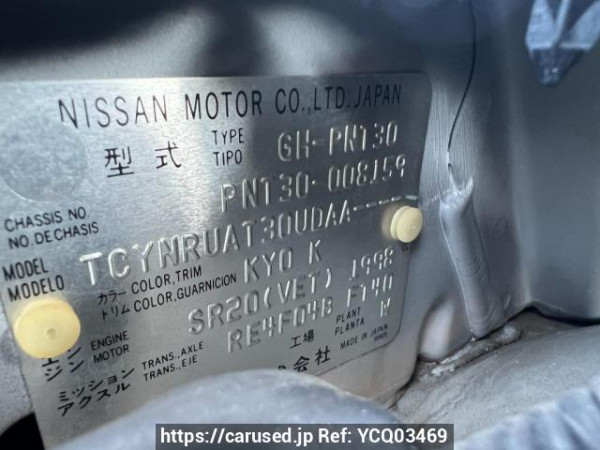 NISSAN MOTOR CO.,LTD. JAPAN
型式 TYPE TIPO GH-PNT30
CHASSIS NO. NO. DE CHASIS PNT30-008159
MODEL MODELO TCYNRUAT30UDAA----
カラー トリム COLOR,TRIM COLOR,GUARNICION KY0 K
エンジン ENGINE MOTOR SR20(VET) 1998
ミッション アクスル TRANS.,AXLE TRANS.,EJE RE4F04B FT40
工場 PLANT PLANTA W
会社 MADE IN JAPAN
https://carused.jp Ref: YCQ03469